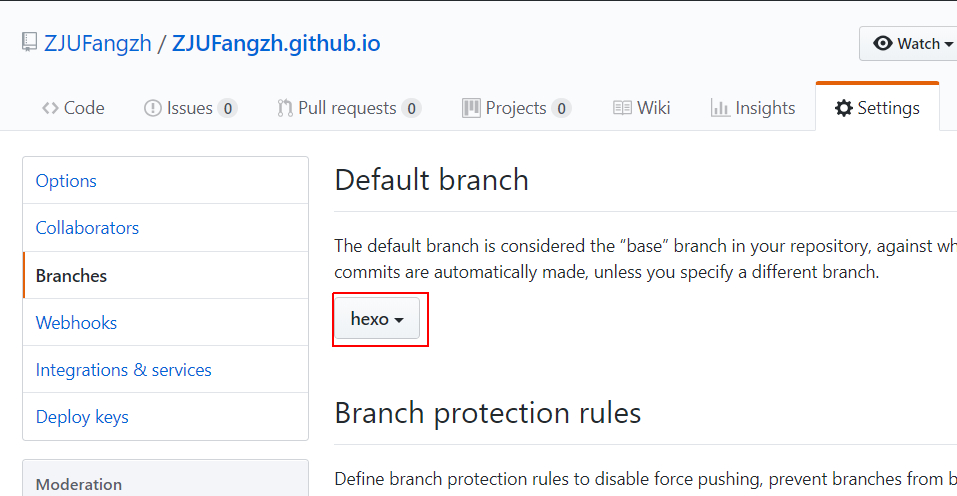 ZJUFangzh / ZJUFangzh.github.io
Watch
Code
Issues 0
Pull requests 0
Projects 0
Wiki
Insights
Settings
Options
Collaborators
Branches
Webhooks
Integrations & services
Deploy keys
Moderation
Default branch
The default branch is considered the “base” branch in your repository, against wh
commits are automatically made, unless you specify a different branch.
hexo
Branch protection rules
Define branch protection rules to disable force pushing, prevent branches from b